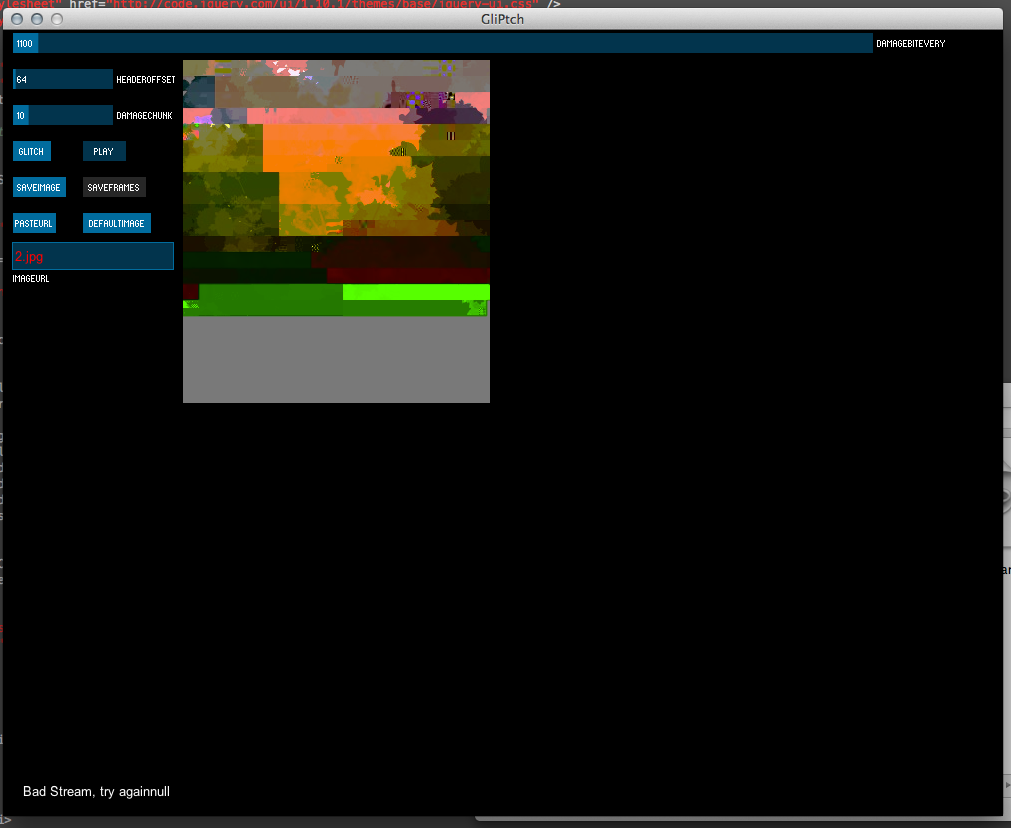 ylesheet" href="http://code.jquery.com/ui/1.10.1/themes/base/jquery-ui.css" />
GliPtch
1100 DAMAGEBITEVERY
64 HEADEROFFSET
10 DAMAGECHUNK
GLITCH PLAY
SAVEIMAGE SAVEFRAMES
PASTEURL DEFAULTIMAGE
2.jpg
IMAGEURL
ar
Bad Stream, try againnull
i>